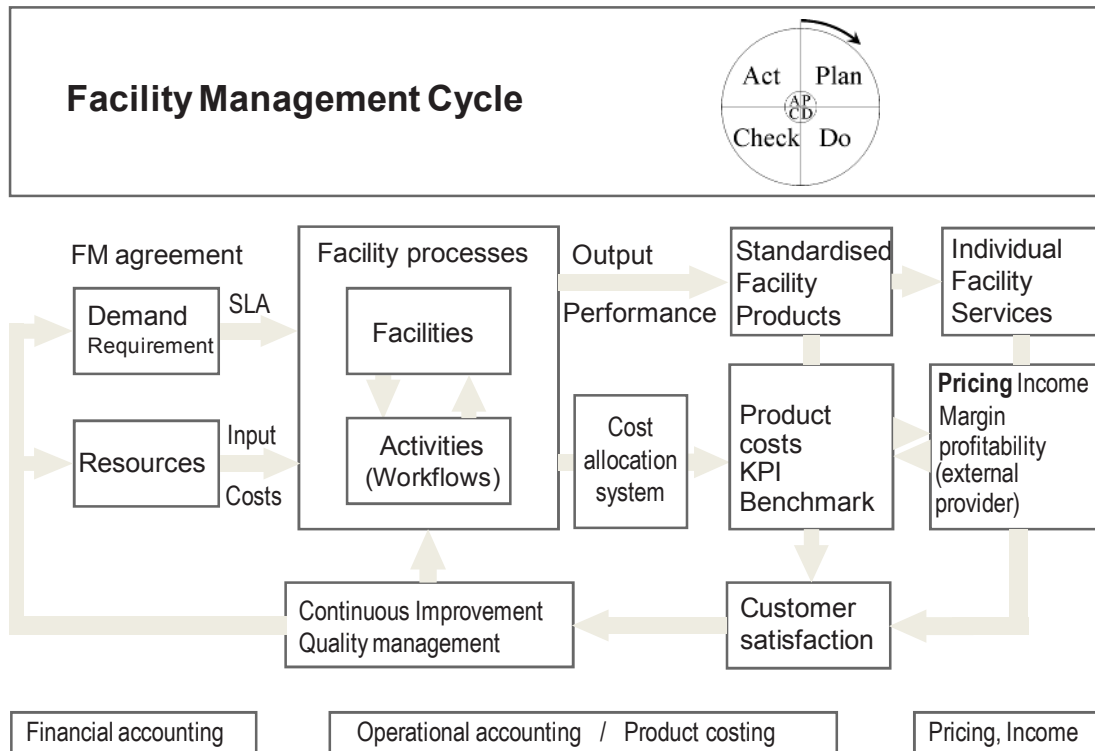 Facility Management Cycle
Act
Plan
A P
C D
Check
Do
FM agreement
Demand
Requirement
SLA
Resources
Input
Costs
Facility processes
Facilities
Activities
(Workflows)
Output
Performance
Cost
allocation
system
Standardised
Facility
Products
Individual
Facility
Services
Product
costs
KPI
Benchmark
Pricing Income
Margin
profitability
(external
provider)
Continuous Improvement
Quality management
Customer
satisfaction
Financial accounting
Operational accounting / Product costing
Pricing, Income